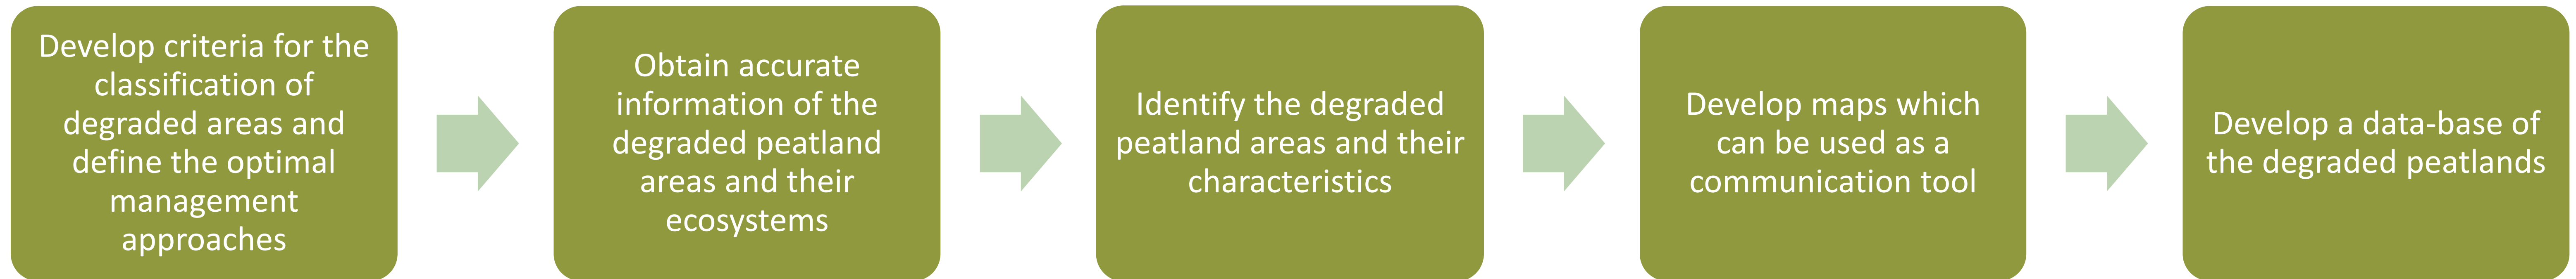 Develop criteria for the
classification of
degraded areas and
define the optimal
management
approaches
Obtain accurate
information of the
degraded peatland
areas and their
ecosystems
Identify the degraded
peatland areas and their
characteristics
Develop maps which
can be used as a
communication tool
Develop a data-base of
the degraded peatlands